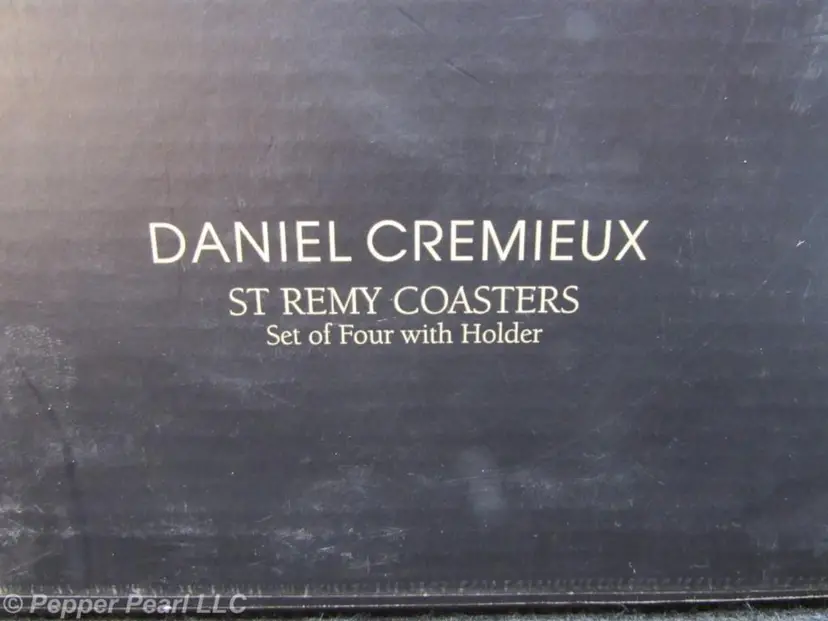 DANIEL CREMIEUX
ST REMY COASTERS
Set of Four with Holder
© Pepper Pearl LLC